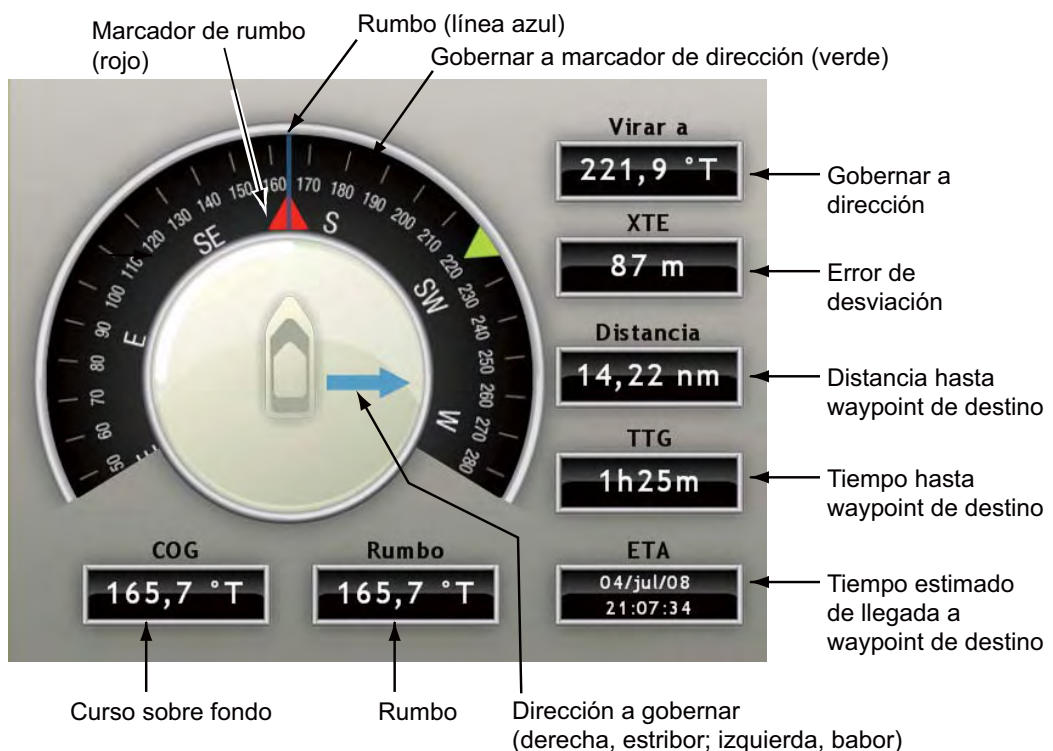 Marcador de rumbo
(rojo)
Rumbo (línea azul)
Gobernar a marcador de dirección (verde)
50
60
70
80
90
100
110
120
130
140
150
160
170
180
190
200
210
220
230
240
250
260
270
280
E
SE
S
SW
W
Virar a
221,9 °T
Gobernar a
dirección
XTE
87 m
Error de
desviación
Distancia
14,22 nm
Distancia hasta
waypoint de destino
TTG
1h25m
Tiempo hasta
waypoint de destino
COG
165,7 °T
Rumbo
165,7 °T
ETA
04/jul/08
21:07:34
Tiempo estimado
de llegada a
waypoint de destino
Curso sobre fondo
Rumbo
Dirección a gobernar
(derecha, estribor; izquierda, babor)